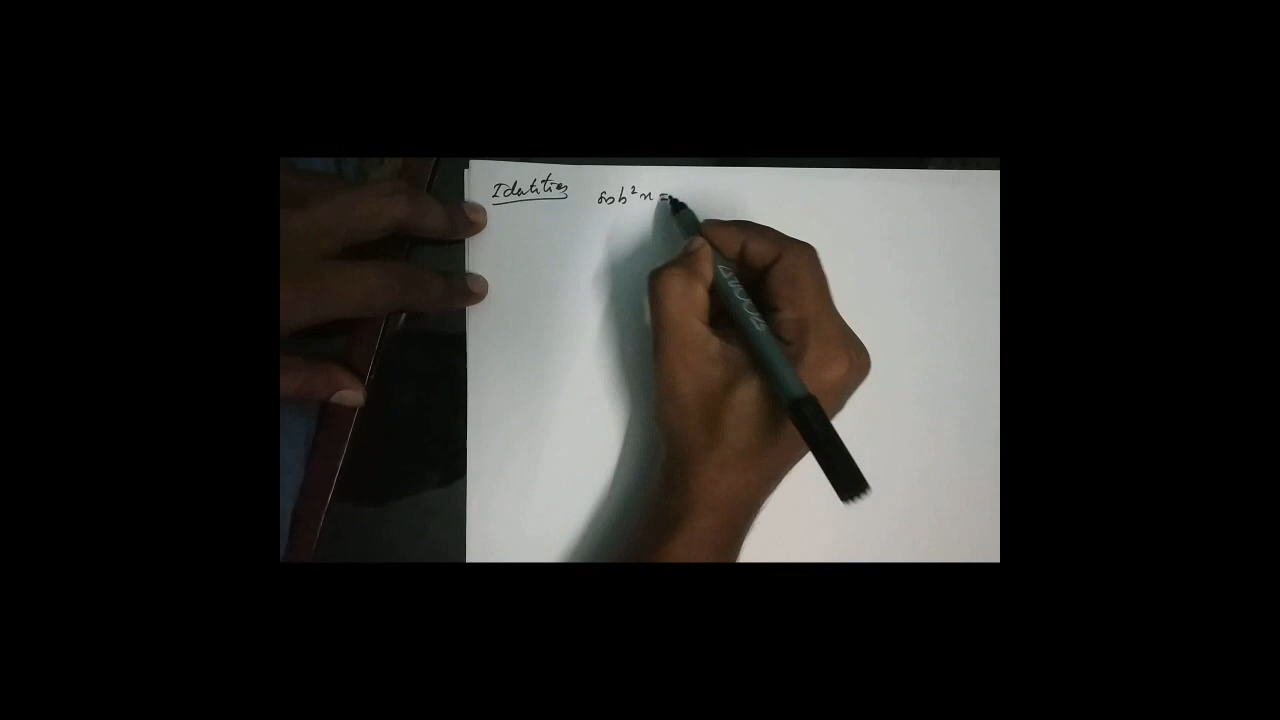 Identities cosh²x =